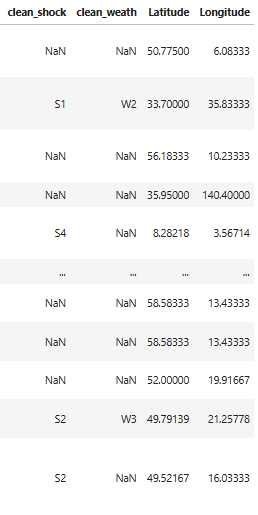 clean_shock clean_weath Latitude Longitude
NaN NaN 50.77500 6.08333
S1 W2 33.70000 35.83333
NaN NaN 56.18333 10.23333
NaN NaN 35.95000 140.40000
S4 NaN 8.28218 3.56714
... ... ... ...
NaN NaN 58.58333 13.43333
NaN NaN 58.58333 13.43333
NaN NaN 52.00000 19.91667
S2 W3 49.79139 21.25778
S2 NaN 49.52167 16.03333